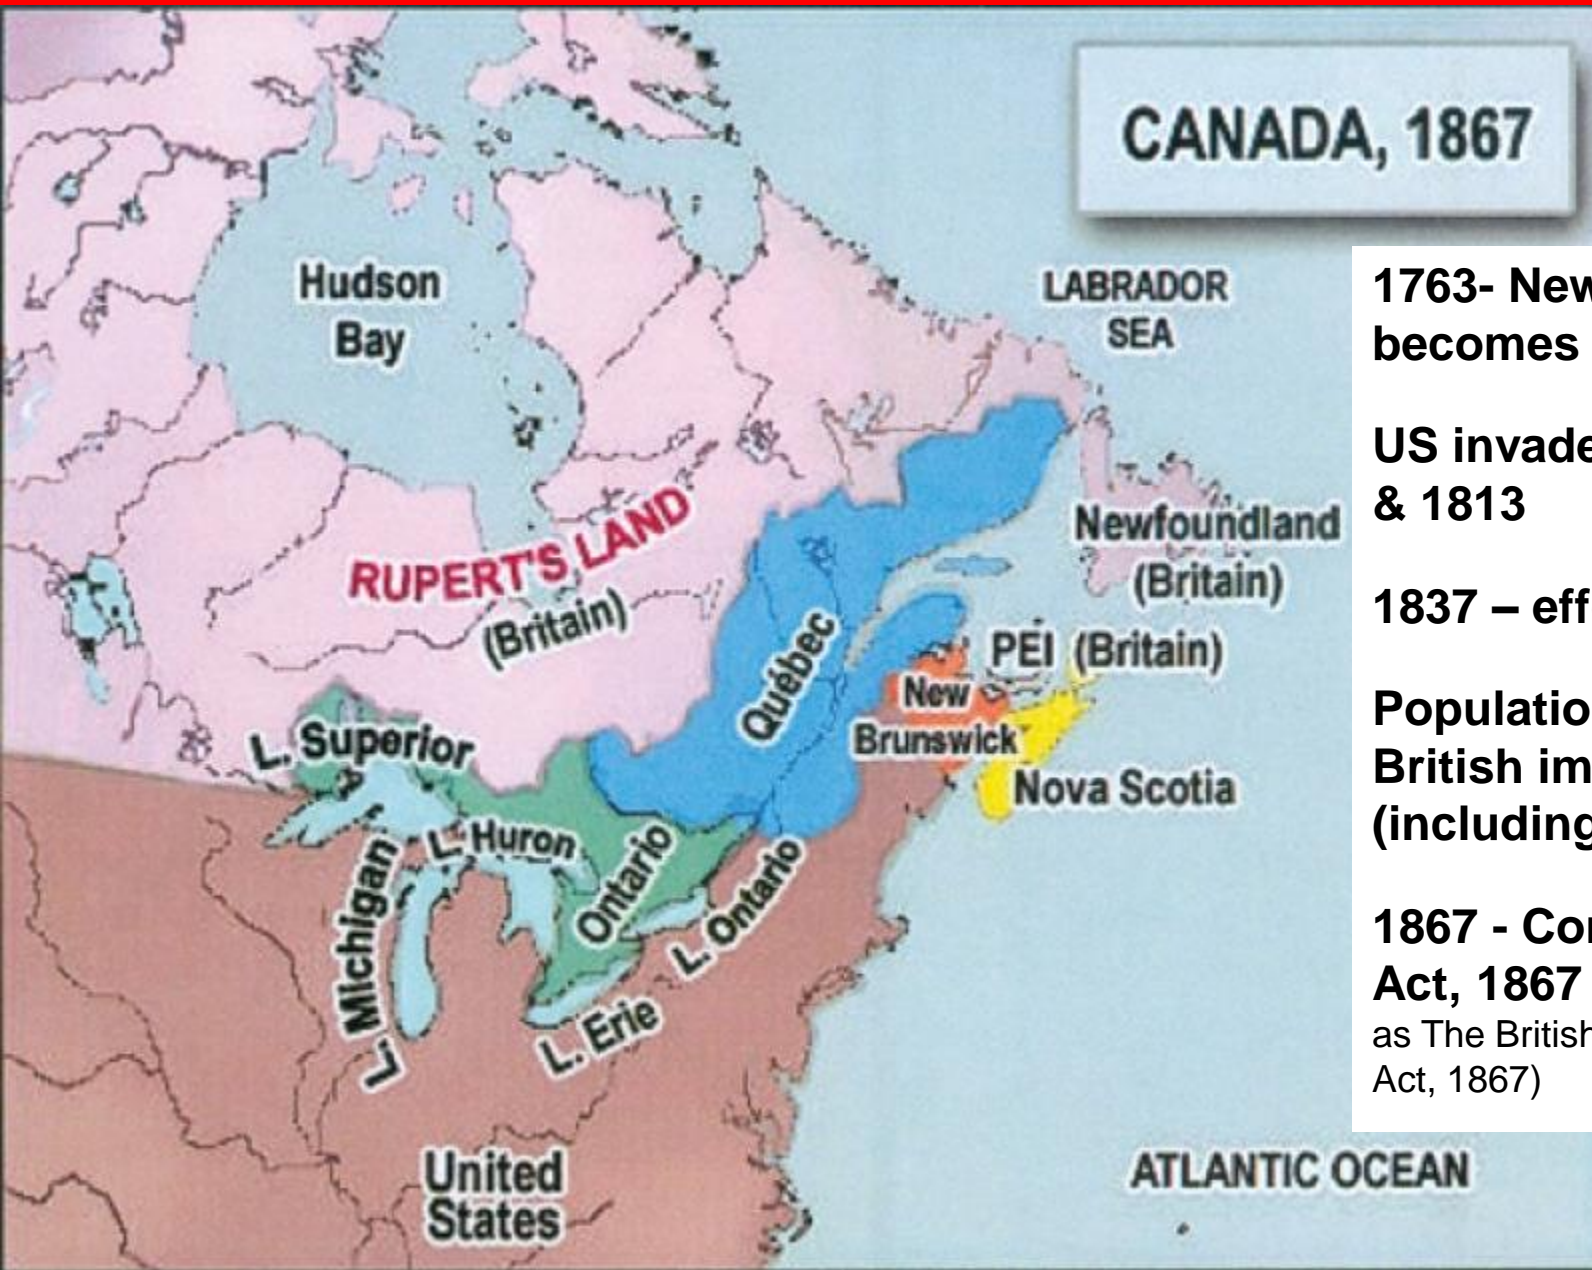 CANADA, 1867
Hudson
Bay
LABRADOR
SEA
RUPERT'S LAND
(Britain)
Newfoundland
(Britain)
PEI (Britain)
Québec
New
Brunswick
Nova Scotia
L. Superior
L. Huron
L. Michigan
Ontario
L. Ontario
L. Erie
United
States
ATLANTIC OCEAN
1763- New
becomes
US invade
& 1813
1837 – eff
Populatio
British im
(including
1867 - Con
Act, 1867
as The British
Act, 1867)